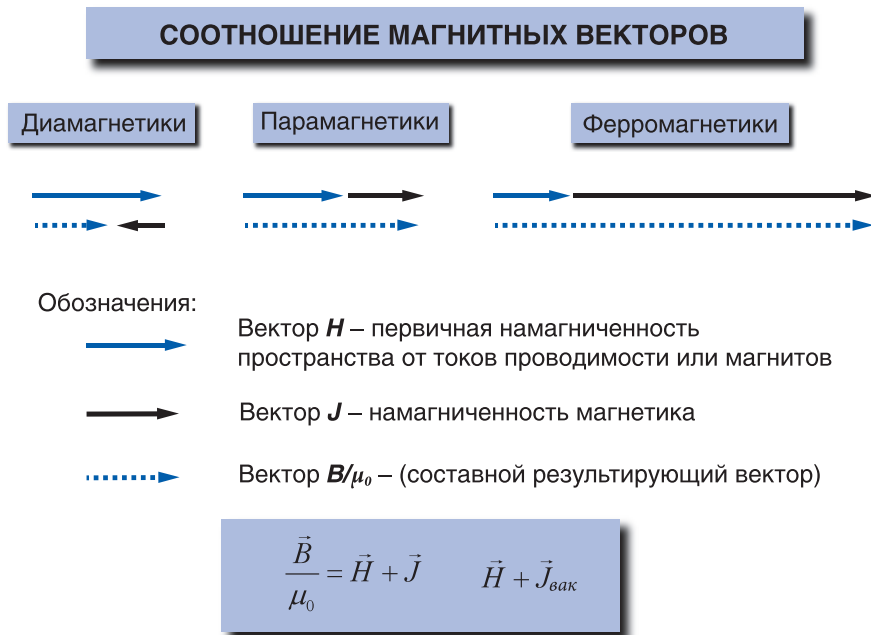 СООТНОШЕНИЕ МАГНИТНЫХ ВЕКТОРОВ
Диамагнетики
Парамагнетики
Ферромагнетики
Обозначения:
Вектор H – первичная намагниченность
пространства от токов проводимости или магнитов
Вектор J – намагниченность магнетика
Вектор B/μ₀ – (составной результирующий вектор)
B⃗/μ₀ = H⃗ + J⃗
H⃗ + J⃗вак